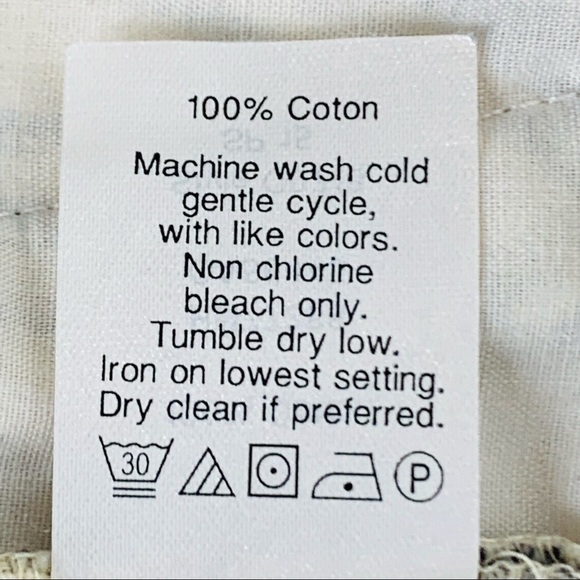 100% Coton
Machine wash cold
gentle cycle,
with like colors.
Non chlorine
bleach only.
Tumble dry low.
Iron on lowest setting.
Dry clean if preferred.
30 P